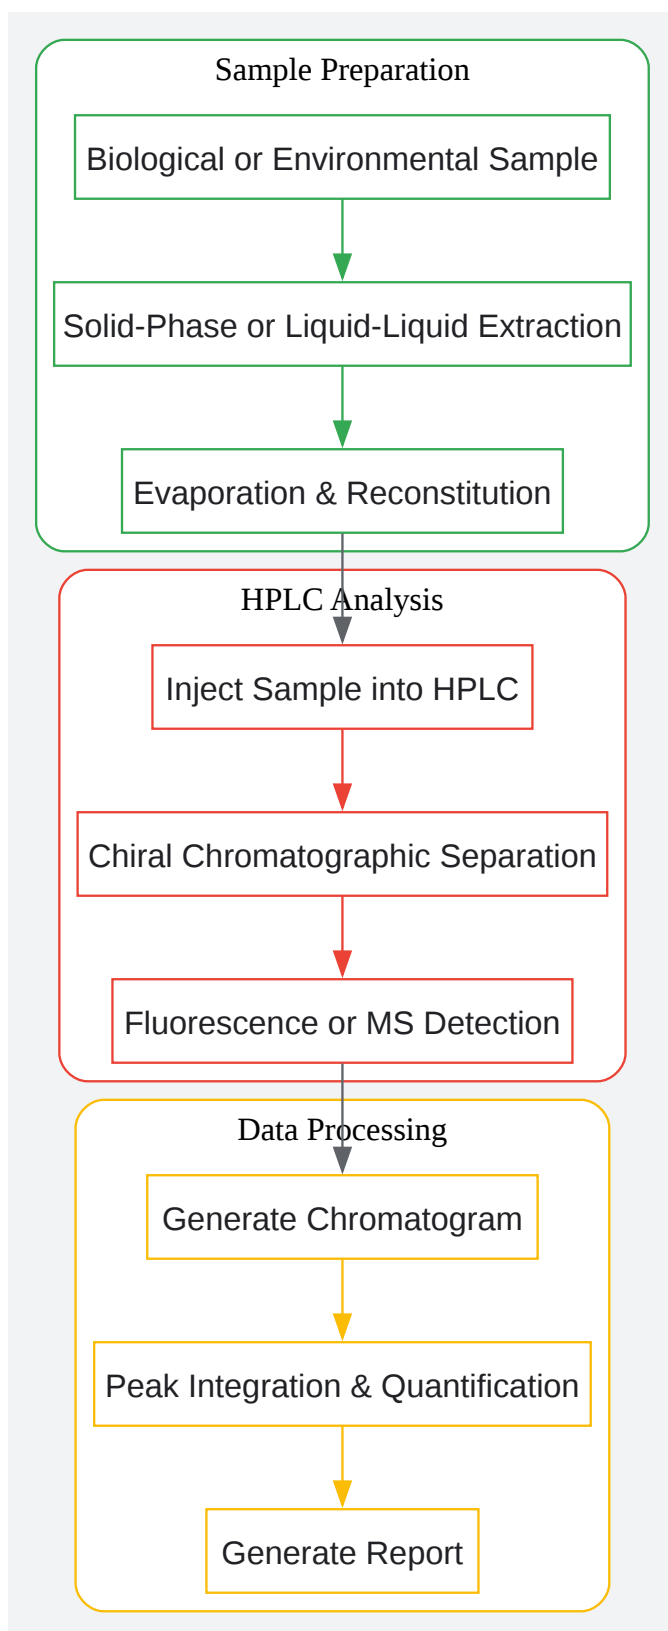 Sample Preparation
Biological or Environmental Sample
Solid-Phase or Liquid-Liquid Extraction
Evaporation & Reconstitution
HPLC Analysis
Inject Sample into HPLC
Chiral Chromatographic Separation
Fluorescence or MS Detection
Data Processing
Generate Chromatogram
Peak Integration & Quantification
Generate Report